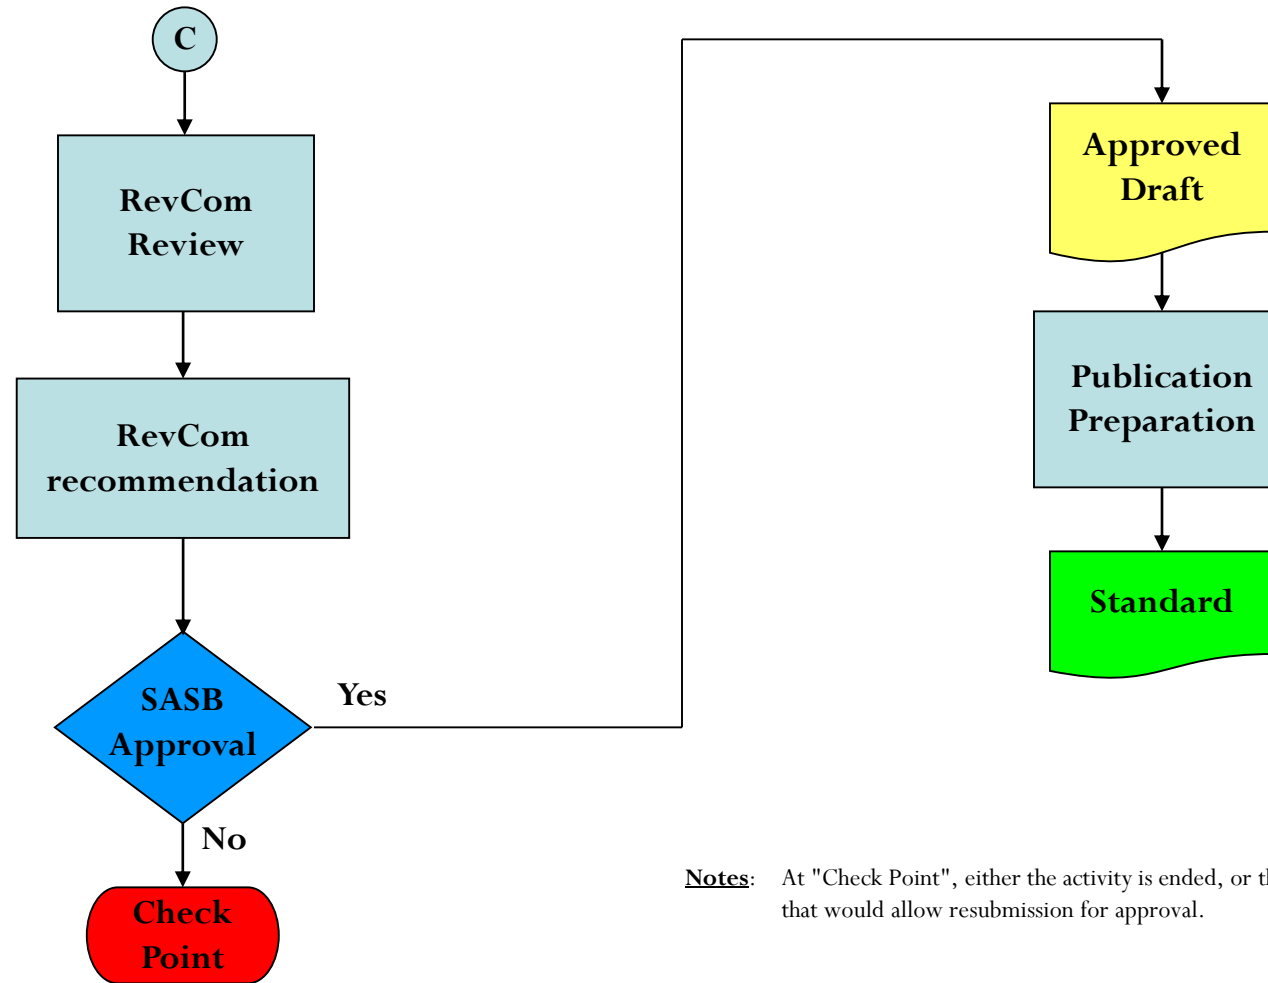 C
RevCom
Review
RevCom
recommendation
SASB
Approval
Yes
No
Check
Point
Approved
Draft
Publication
Preparation
Standard
Notes: At "Check Point", either the activity is ended, or
that would allow resubmission for approval.